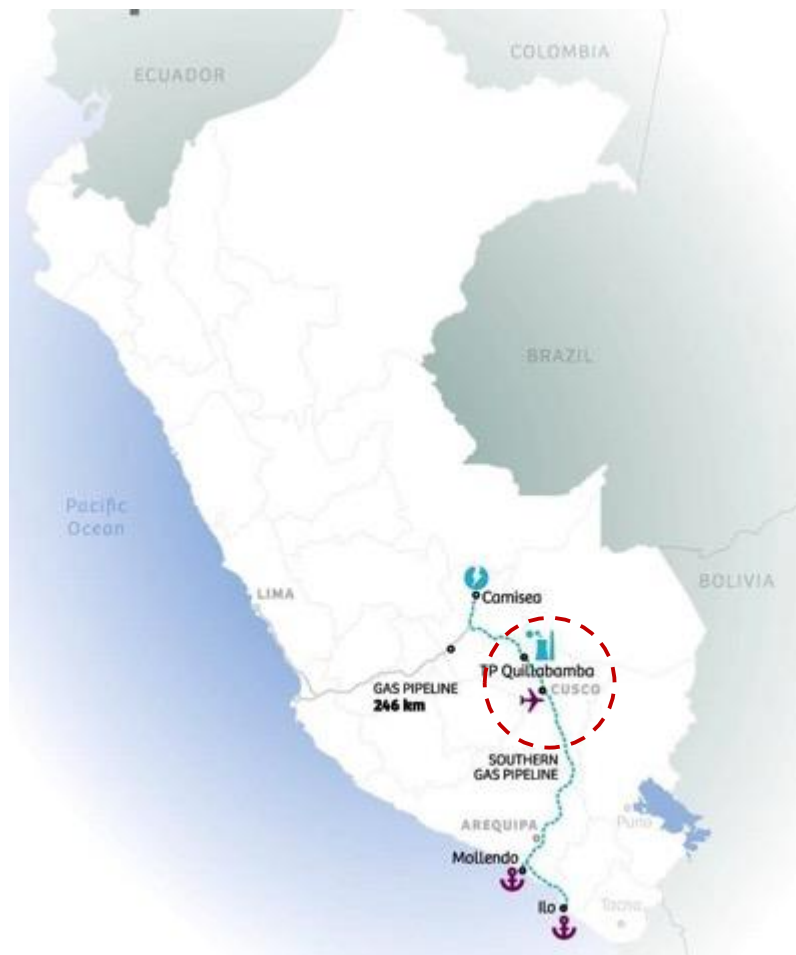 COLOMBIA
ECUADOR
BRAZIL
Pacific
Ocean
BOLIVIA
LIMA
Camisea
TP Quillabamba
GAS PIPELINE
246 km
CUSCO
SOUTHERN
GAS PIPELINE
AREQUIPA
Puno
Mollendo
Ilo
Tacna